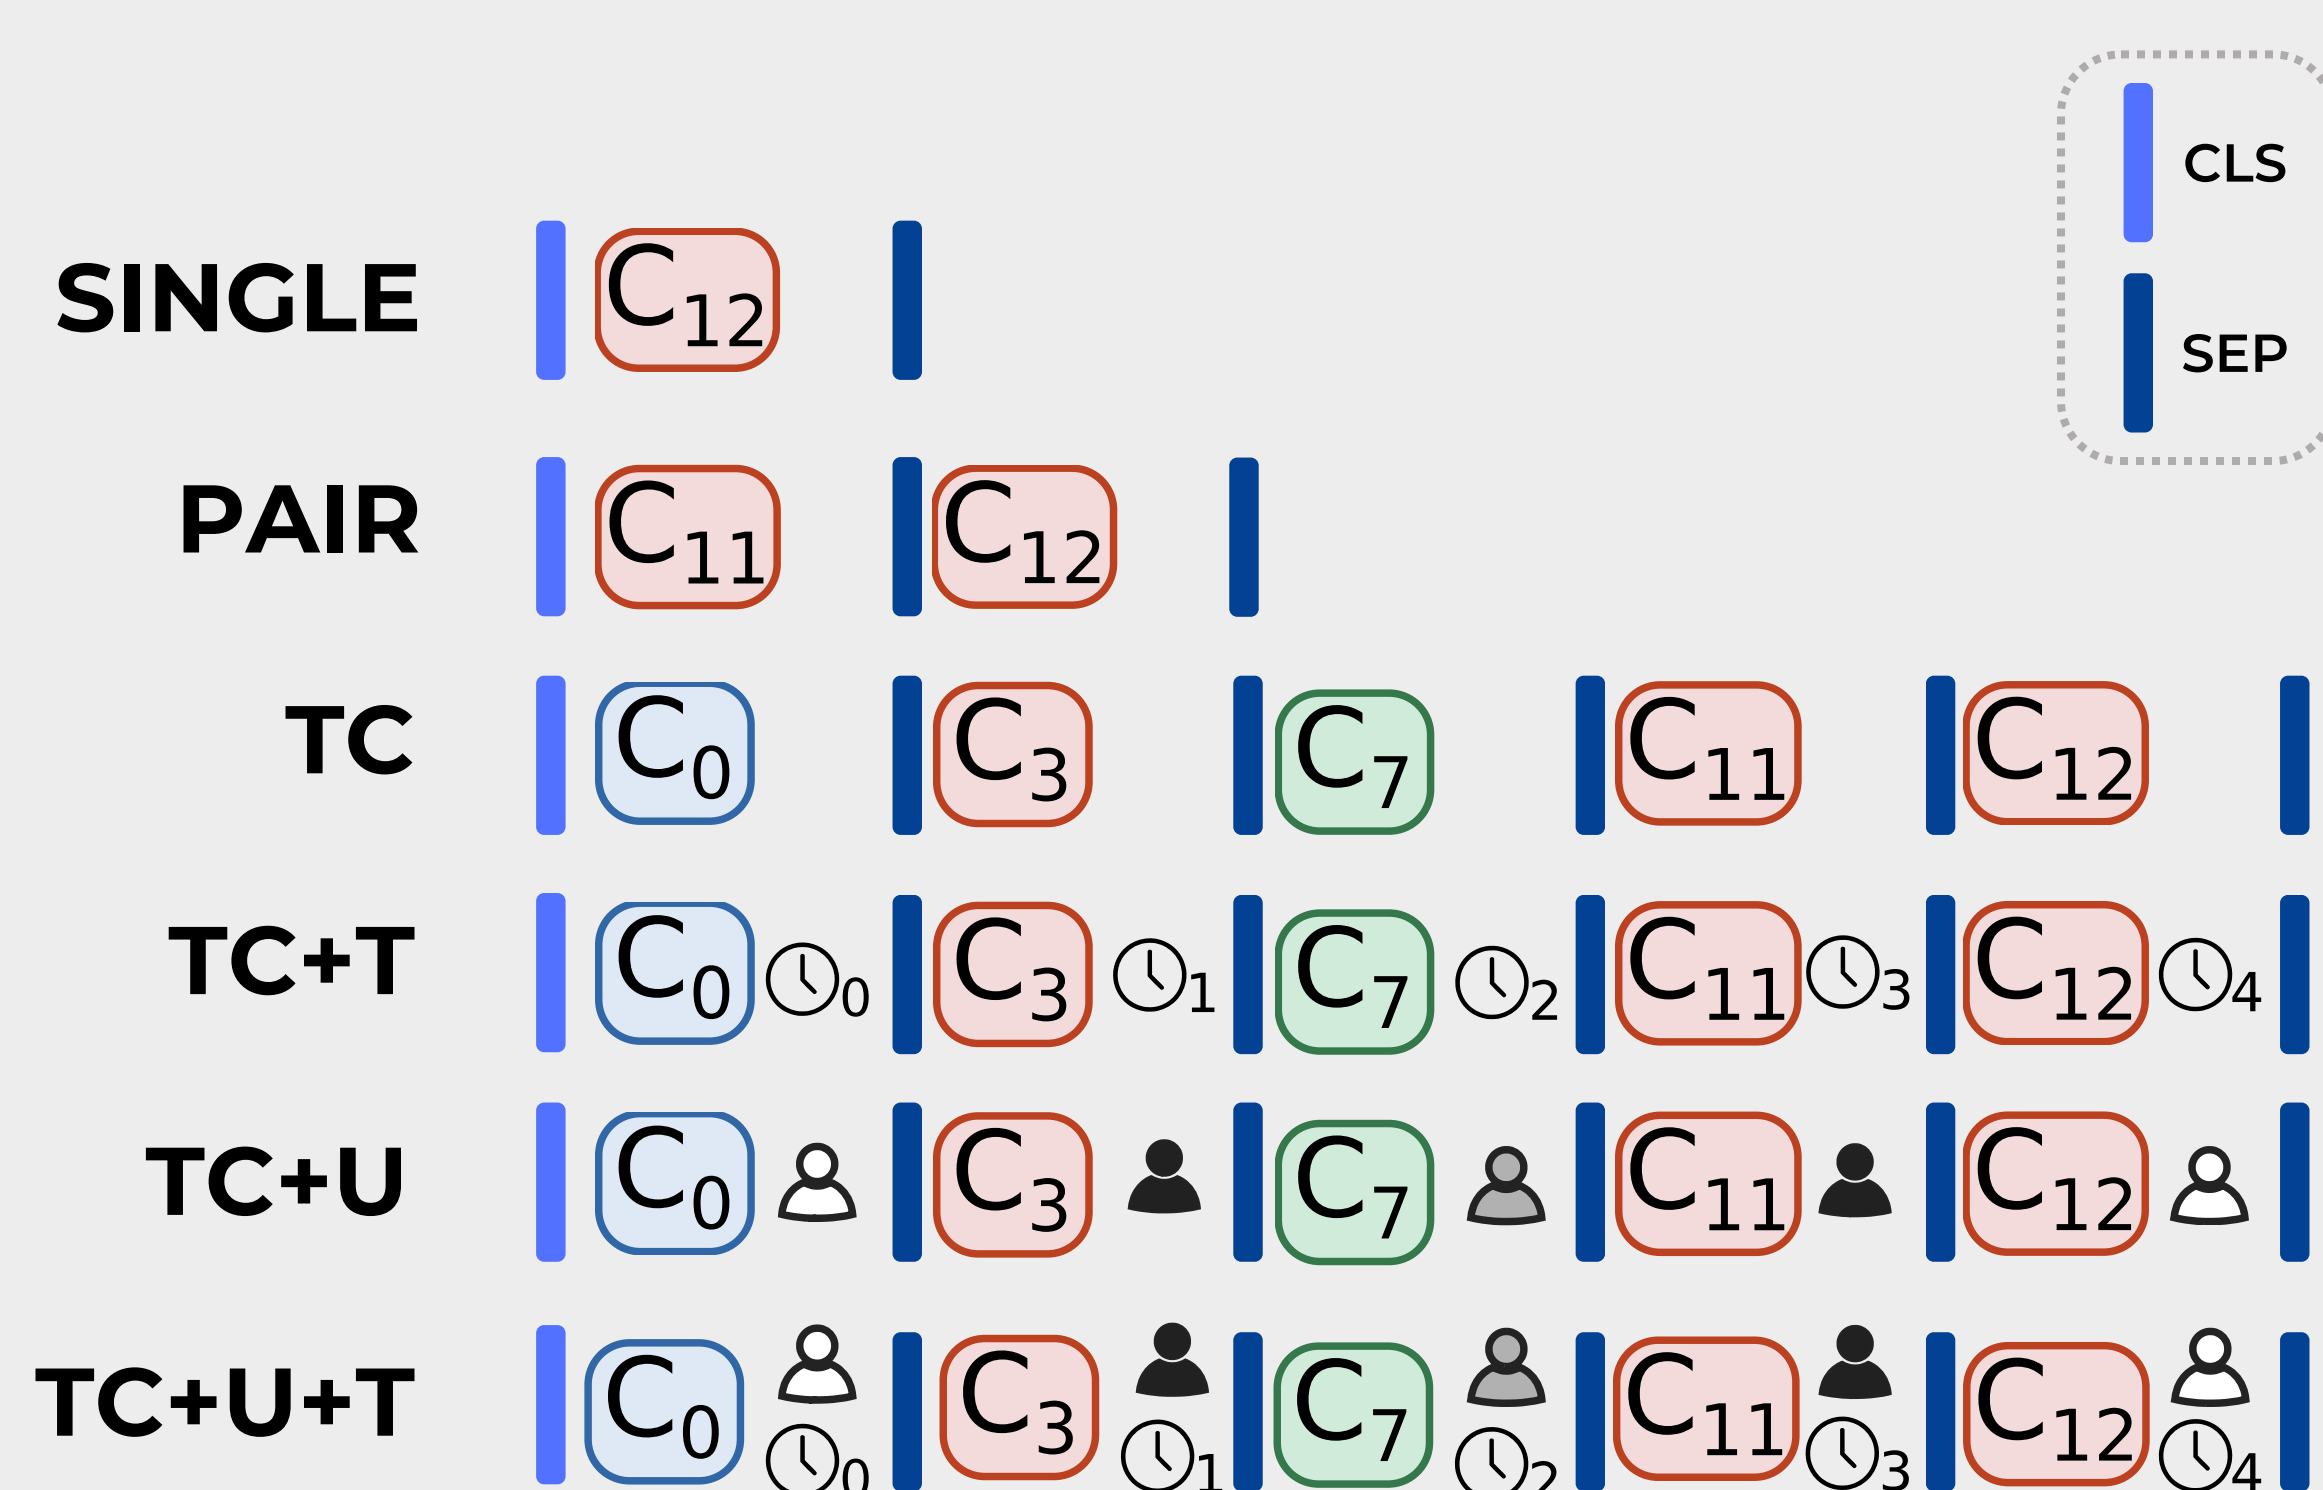 CLS
SEP
SINGLE C12
PAIR C11 C12
TC C0 C3 C7 C11 C12
TC+T C0 0 C3 1 C7 2 C11 3 C12 4
TC+U C0 C3 C7 C11 C12
TC+U+T C0 0 C3 1 C7 2 C11 3 C12 4